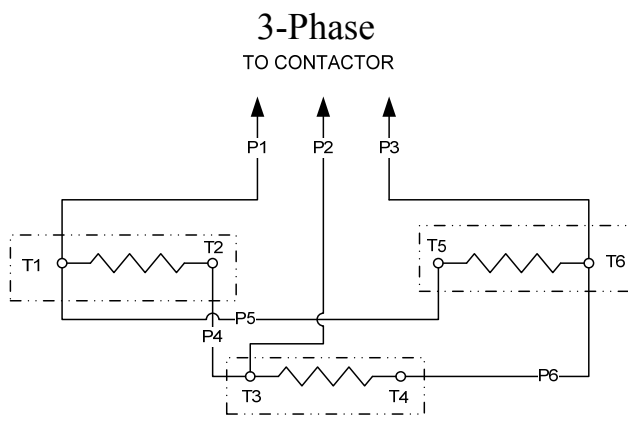 3-Phase
TO CONTACTOR
P1 P2 P3
T1 T2 T5 T6
P5
P4
T3 T4 P6